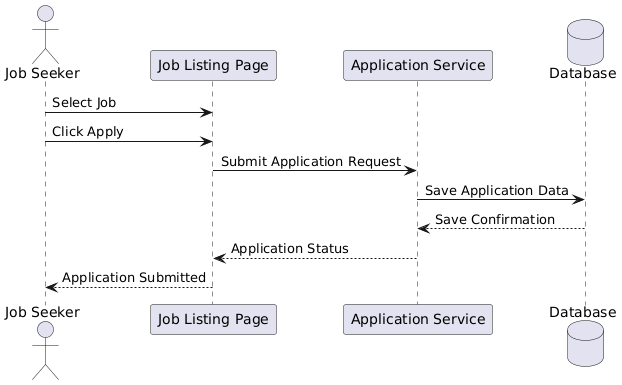 Job Seeker
Job Listing Page
Application Service
Database
Select Job
Click Apply
Submit Application Request
Save Application Data
Save Confirmation
Application Status
Application Submitted
Job Seeker
Job Listing Page
Application Service
Database